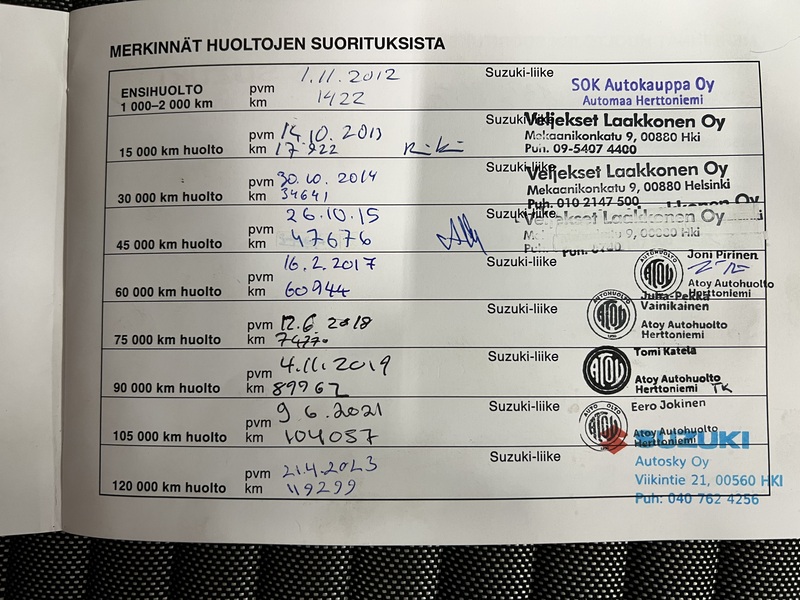 MERKINNÄT HUOLTOJEN SUORITUKSISTA
ENSIHUOLTO
1 000–2 000 km
pvm 1.11.2012
km 1422
Suzuki-liike
SOK Autokauppa Oy
Automaa Herttoniemi
15 000 km huolto
pvm 14.10.2013
km 17922
Suzuki-liike
Veljekset Laakkonen Oy
Mekaanikonkatu 9, 00880 Hki
Puh. 09-5407 4400
30 000 km huolto
pvm 30.10.2014
km 34641
Suzuki-liike
Veljekset Laakkonen Oy
Mekaanikonkatu 9, 00880 Helsinki
Puh. 010 2147 500
45 000 km huolto
pvm 26.10.15
km 47676
Suzuki-liike
Veljekset Laakkonen Oy
60 000 km huolto
pvm 16.2.2017
km 60944
Suzuki-liike
ATOY
Joni Pirinen
Atoy Autohuolto
Herttoniemi
75 000 km huolto
pvm 12.6 2018
km
Suzuki-liike
AUTOHUOLTO
ATOY
Juha-Pekka
Vainikainen
Atoy Autohuolto
Herttoniemi
90 000 km huolto
pvm 4.11.2019
km 89967
Suzuki-liike
ATOY
Tomi Katela
Atoy Autohuolto
Herttoniemi TK
105 000 km huolto
pvm 9 6.2021
km 104057
Suzuki-liike
ATOY
Eero Jokinen
Atoy Autohuolto
Herttoniemi
120 000 km huolto
pvm 21.4.2023
km 119299
Suzuki-liike
SUZUKI
Autosky Oy
Viikintie 21, 00560 HKI
Puh: 040 762 4256